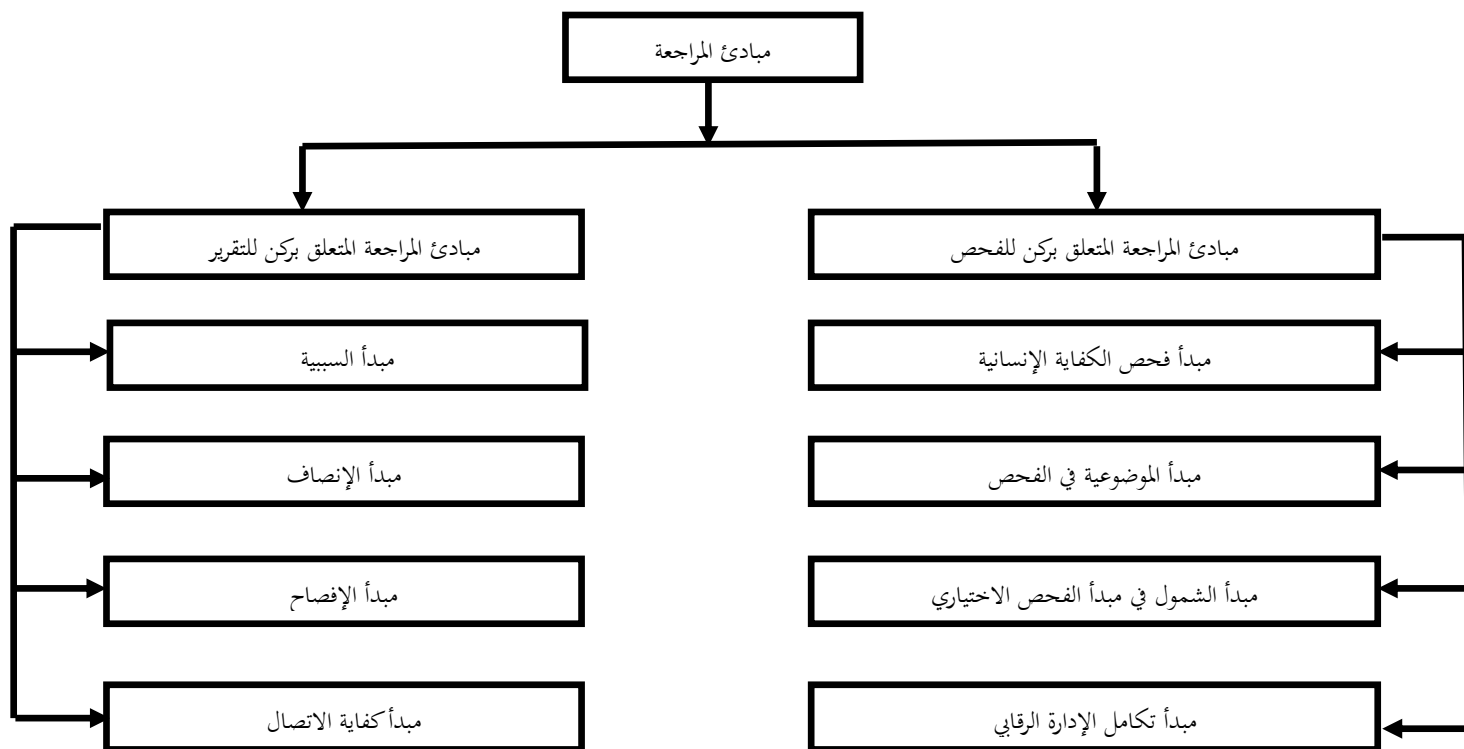 مبادئ المراجعة
مبادئ المراجعة المتعلق بركن للفحص
مبادئ المراجعة المتعلق بركن للتقرير
مبدأ فحص الكفاية الإنسانية
مبدأ السببية
مبدأ الموضوعية في الفحص
مبدأ الإنصاف
مبدأ الشمول في مبدأ الفحص الاختياري
مبدأ الإفصاح
مبدأ تكامل الإدارة الرقابي
مبدأ كفاية الاتصال